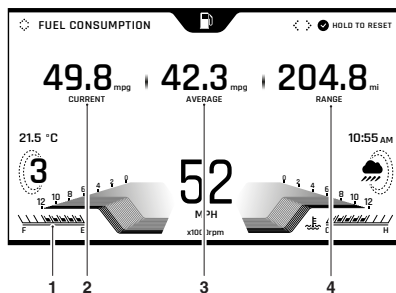 FUEL CONSUMPTION
HOLD TO RESET
49.8 mpg
42.3 mpg
204.8 mi
CURRENT
AVERAGE
RANGE
21.5 °C
10:55 AM
3
52
MPH
x1000rpm
12 10 8 6 4 2 0
0 2 4 6 8 10 12
F E
C H
1 2 3 4